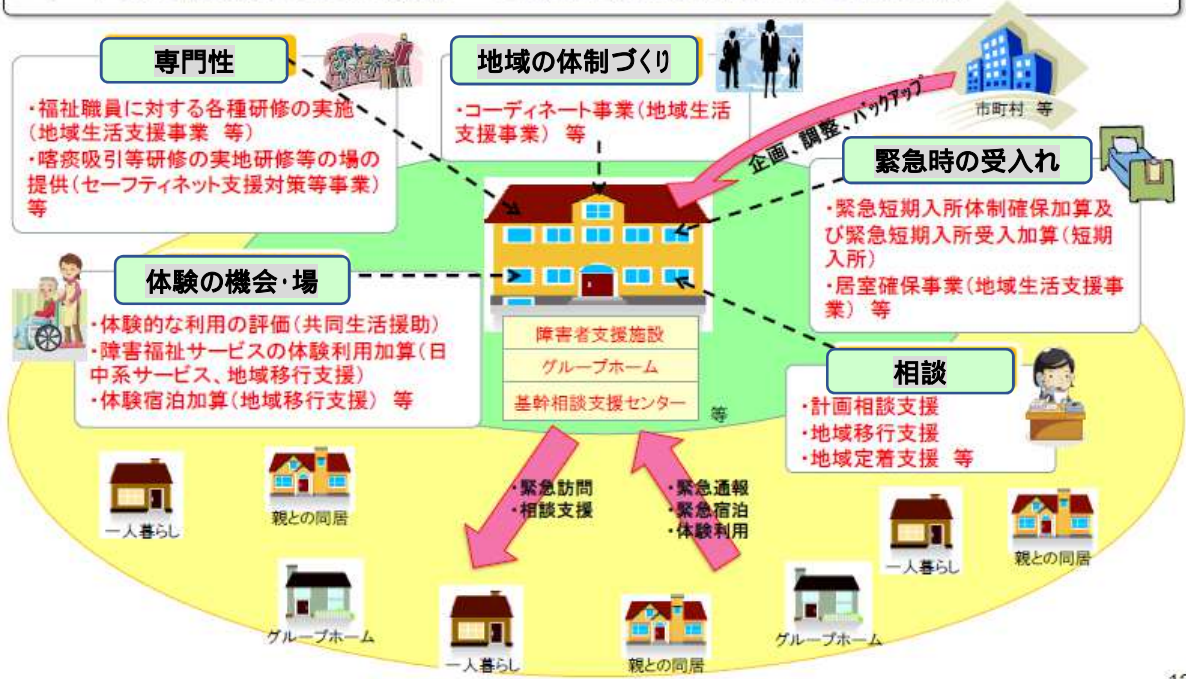 専門性
・福祉職員に対する各種研修の実施
(地域生活支援事業 等)
・喀痰吸引等研修の実地研修等の場の
提供(セーフティネット支援対策等事業)
等
地域の体制づくり
・コーディネート事業(地域生活
支援事業) 等
市町村 等
企画、調整、バックアップ
緊急時の受入れ
・緊急短期入所体制確保加算及
び緊急短期入所受入加算(短期
入所)
・居室確保事業(地域生活支援事
業) 等
体験の機会・場
・体験的な利用の評価(共同生活援助)
・障害福祉サービスの体験利用加算(日
中系サービス、地域移行支援)
・体験宿泊加算(地域移行支援) 等
障害者支援施設
グループホーム
基幹相談支援センター
等
相談
・計画相談支援
・地域移行支援
・地域定着支援 等
・緊急訪問
・相談支援
・緊急通報
・緊急宿泊
・体験利用
一人暮らし
親との同居
グループホーム
一人暮らし
親との同居
グループホーム
一人暮らし
親との同居